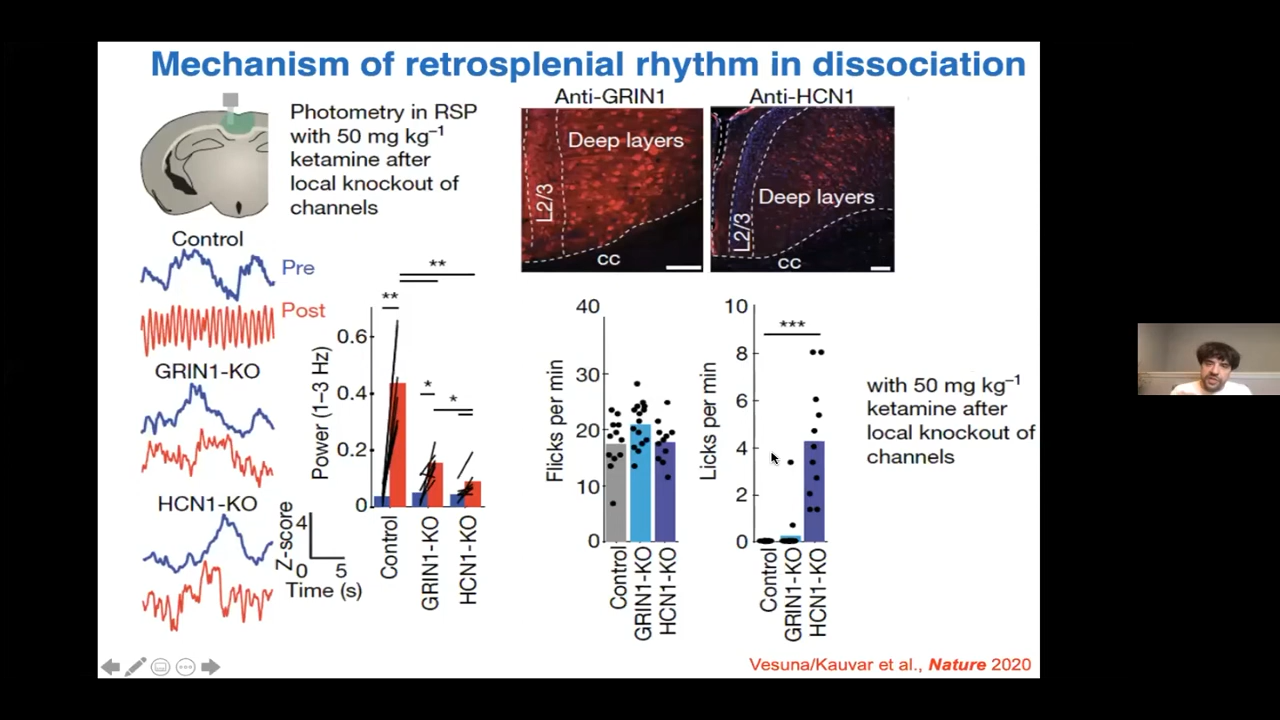 Mechanism of retrosplenial rhythm in dissociation
Photometry in RSP
with 50 mg kg⁻¹
ketamine after
local knockout of
channels
Anti-GRIN1
Deep layers
L2/3
CC
Anti-HCN1
Deep layers
L2/3
CC
Control
Pre
Post
GRIN1-KO
HCN1-KO
Z-score
4
0
5
Time (s)
Power (1–3 Hz)
0.6
0.4
0.2
0
**
**
*
*
Control
GRIN1-KO
HCN1-KO
Flicks per min
40
30
20
10
0
Control
GRIN1-KO
HCN1-KO
Licks per min
10
8
6
4
2
0
***
Control
GRIN1-KO
HCN1-KO
with 50 mg kg⁻¹
ketamine after
local knockout of
channels
Vesuna/Kauvar et al., Nature 2020